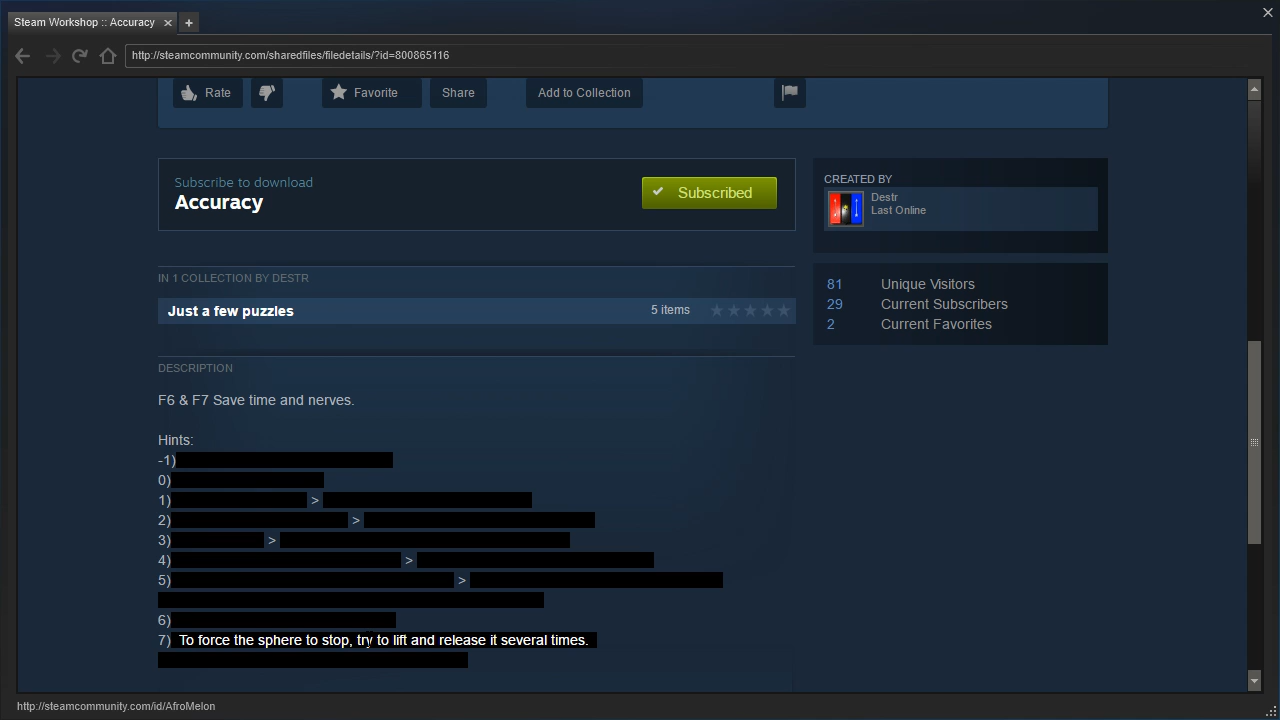 Steam Workshop :: Accuracy
http://steamcommunity.com/sharedfiles/filedetails/?id=800865116
Rate
Favorite
Share
Add to Collection
Subscribe to download
Accuracy
Subscribed
CREATED BY
Destr
Last Online
IN 1 COLLECTION BY DESTR
Just a few puzzles
5 items
81 Unique Visitors
29 Current Subscribers
2 Current Favorites
DESCRIPTION
F6 & F7 Save time and nerves.
Hints:
-1)
0)
1) >
2) >
3) >
4) >
5) >
6)
7) To force the sphere to stop, try to lift and release it several times.
http://steamcommunity.com/id/AfroMelon